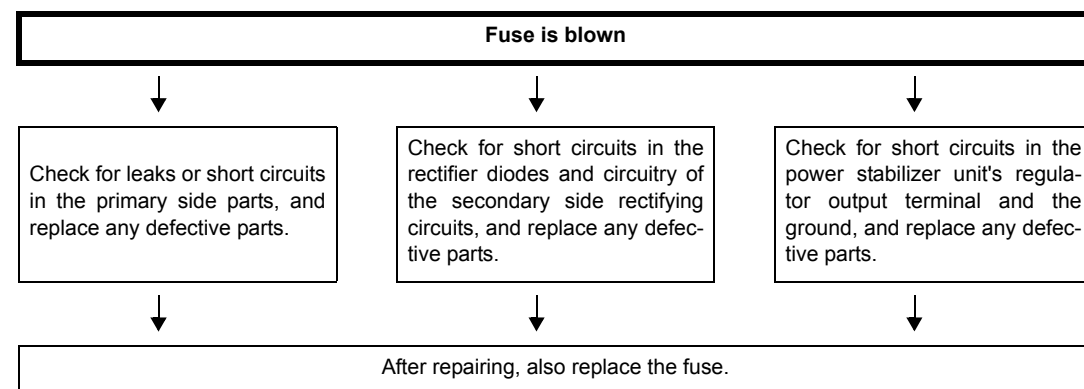 Fuse is blown
Check for leaks or short circuits
in the primary side parts, and
replace any defective parts.
Check for short circuits in the
rectifier diodes and circuitry of
the secondary side rectifying
circuits, and replace any defec-
tive parts.
Check for short circuits in the
power stabilizer unit's regula-
tor output terminal and the
ground, and replace any defec-
tive parts.
After repairing, also replace the fuse.